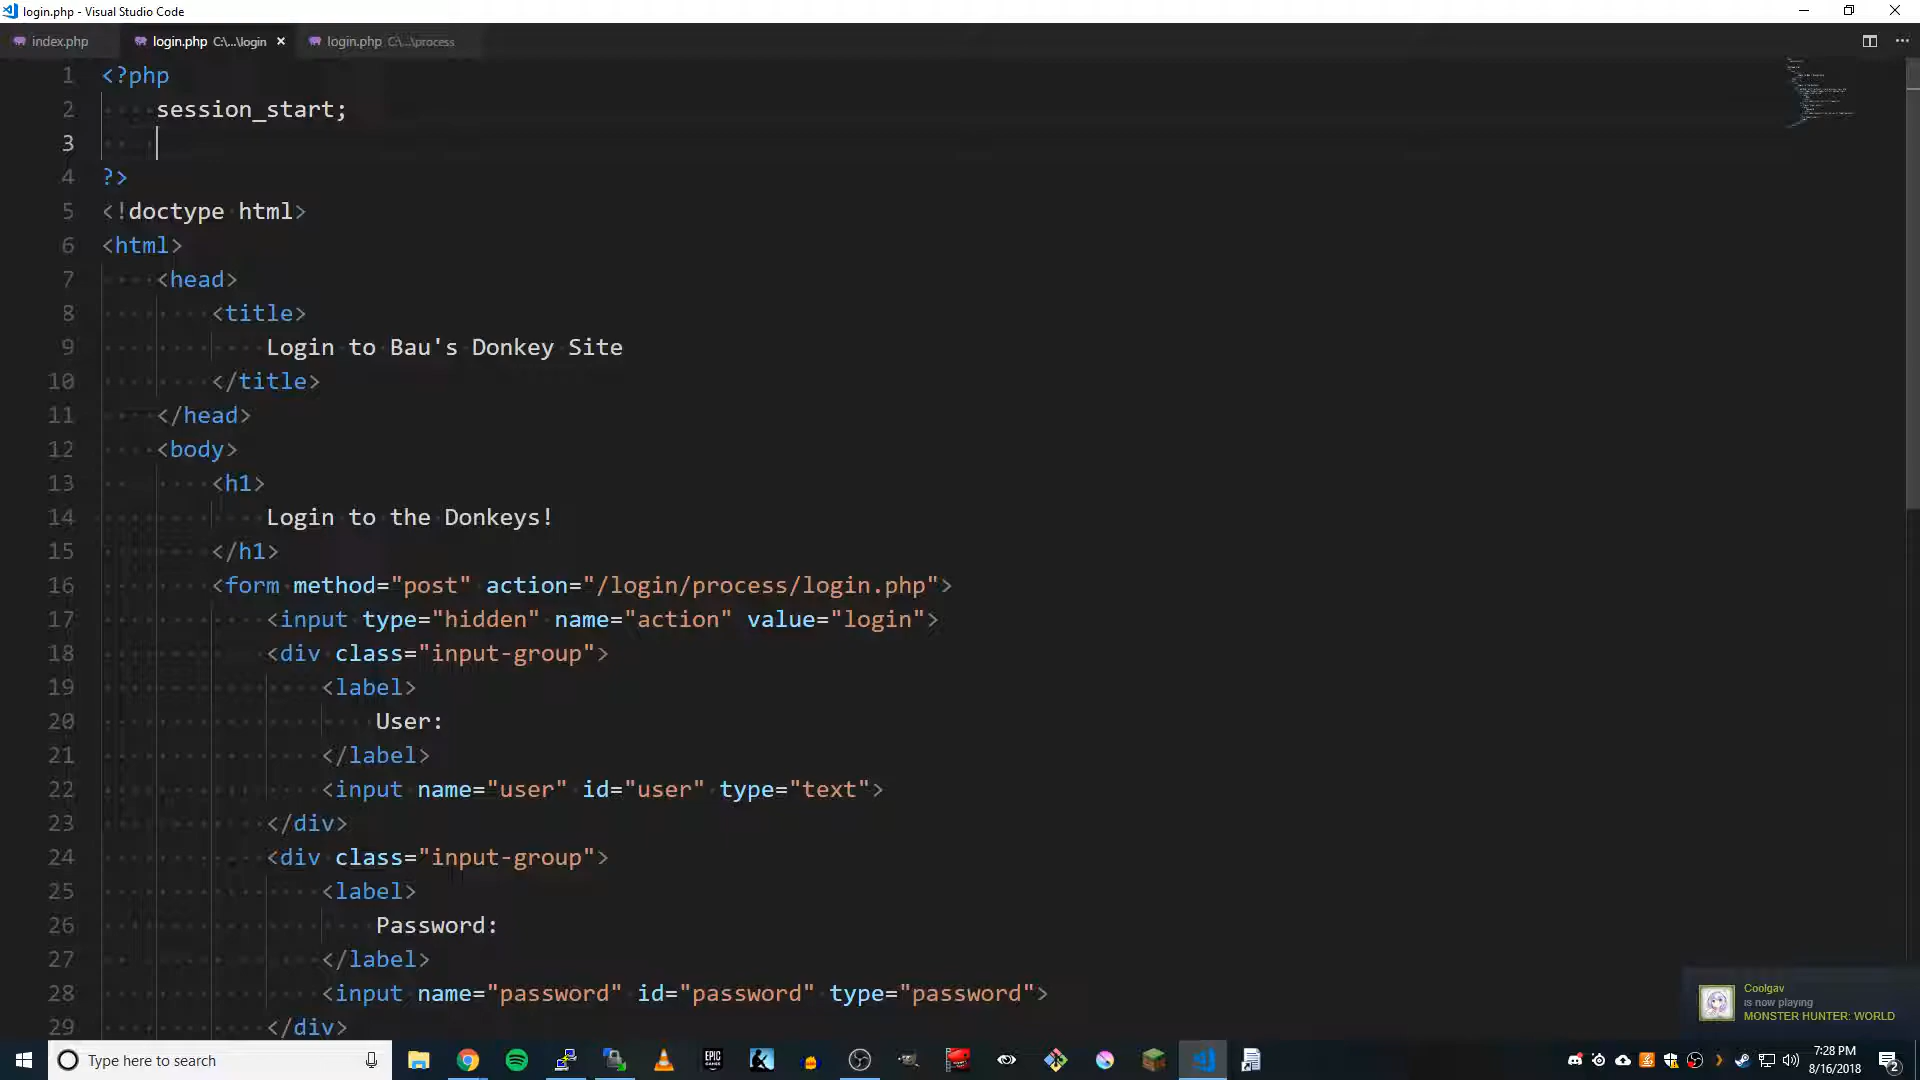 login.php - Visual Studio Code
index.php
login.php C:\...\login
login.php C:\...\process
1 <?php
2 session_start;
3
4 ?>
5 <!doctype html>
6 <html>
7 <head>
8 <title>
9 Login to Bau's Donkey Site
10 </title>
11 </head>
12 <body>
13 <h1>
14 Login to the Donkeys!
15 </h1>
16 <form method="post" action="/login/process/login.php">
17 <input type="hidden" name="action" value="login">
18 <div class="input-group">
19 <label>
20 User:
21 </label>
22 <input name="user" id="user" type="text">
23 </div>
24 <div class="input-group">
25 <label>
26 Password:
27 </label>
28 <input name="password" id="password" type="password">
29 </div>
Coolgav
is now playing
MONSTER HUNTER: WORLD
Type here to search
EPIC
GAMES
7:28 PM
8/16/2018
2